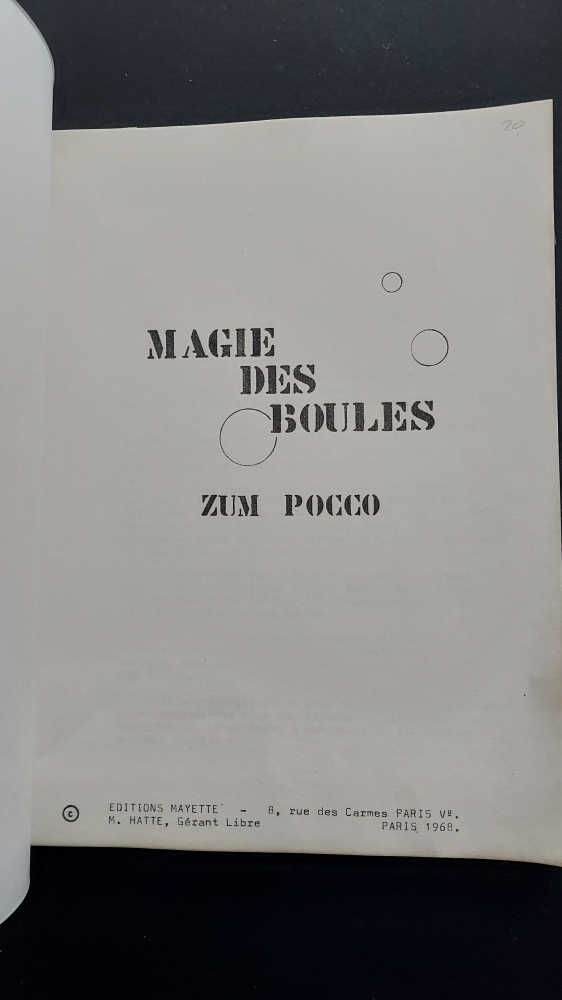 20
MAGIE
DES
BOULES
ZUM POCCO
© EDITIONS MAYETTE - 8, rue des Carmes PARIS Vº.
M. HATTE, Gérant Libre PARIS 1968.